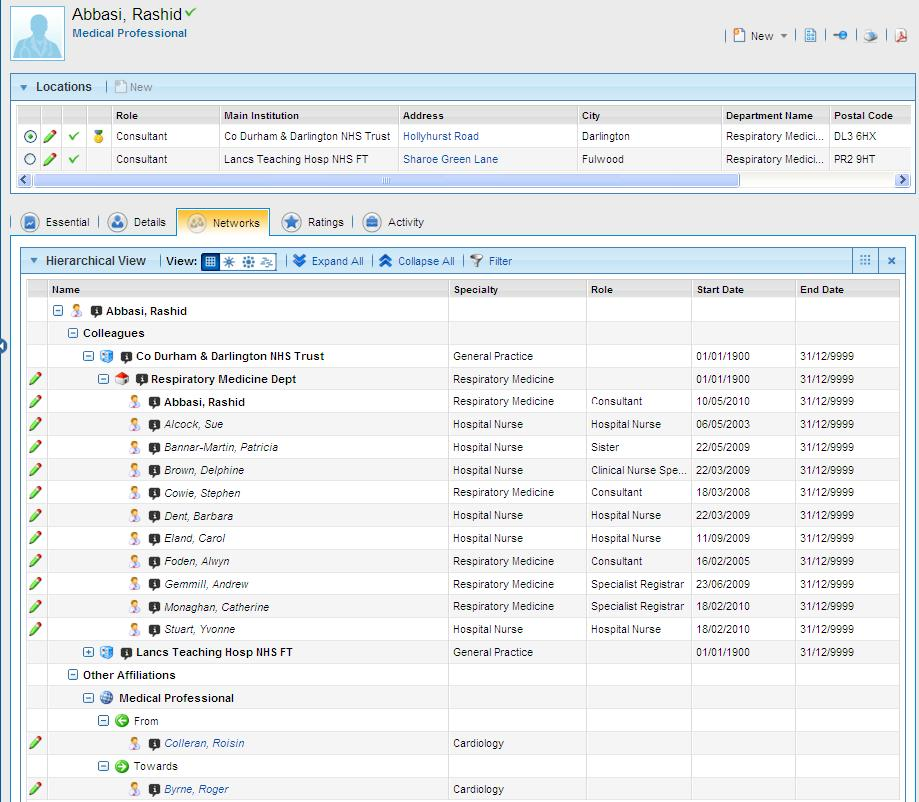 Abbasi, Rashid
Medical Professional
New
Locations New
Role Main Institution Address City Department Name Postal Code
Consultant Co Durham & Darlington NHS Trust Hollyhurst Road Darlington Respiratory Medici... DL3 6HX
Consultant Lancs Teaching Hosp NHS FT Sharoe Green Lane Fulwood Respiratory Medici... PR2 9HT
Essential Details Networks Ratings Activity
Hierarchical View View: Expand All Collapse All Filter
Name Specialty Role Start Date End Date
Abbasi, Rashid
Colleagues
Co Durham & Darlington NHS Trust General Practice 01/01/1900 31/12/9999
Respiratory Medicine Dept Respiratory Medicine 01/01/1900 31/12/9999
Abbasi, Rashid Respiratory Medicine Consultant 10/05/2010 31/12/9999
Alcock, Sue Hospital Nurse Hospital Nurse 06/05/2003 31/12/9999
Bannar-Martin, Patricia Hospital Nurse Sister 22/05/2009 31/12/9999
Brown, Delphine Hospital Nurse Clinical Nurse Spe... 22/03/2009 31/12/9999
Cowie, Stephen Respiratory Medicine Consultant 18/03/2008 31/12/9999
Dent, Barbara Hospital Nurse Hospital Nurse 22/03/2009 31/12/9999
Eland, Carol Hospital Nurse Hospital Nurse 11/09/2009 31/12/9999
Foden, Alwyn Respiratory Medicine Consultant 16/02/2005 31/12/9999
Gemmill, Andrew Respiratory Medicine Specialist Registrar 23/06/2009 31/12/9999
Monaghan, Catherine Respiratory Medicine Specialist Registrar 18/02/2010 31/12/9999
Stuart, Yvonne Hospital Nurse Hospital Nurse 18/02/2010 31/12/9999
Lancs Teaching Hosp NHS FT General Practice 01/01/1900 31/12/9999
Other Affiliations
Medical Professional
From
Colleran, Roisin Cardiology
Towards
Byrne, Roger Cardiology